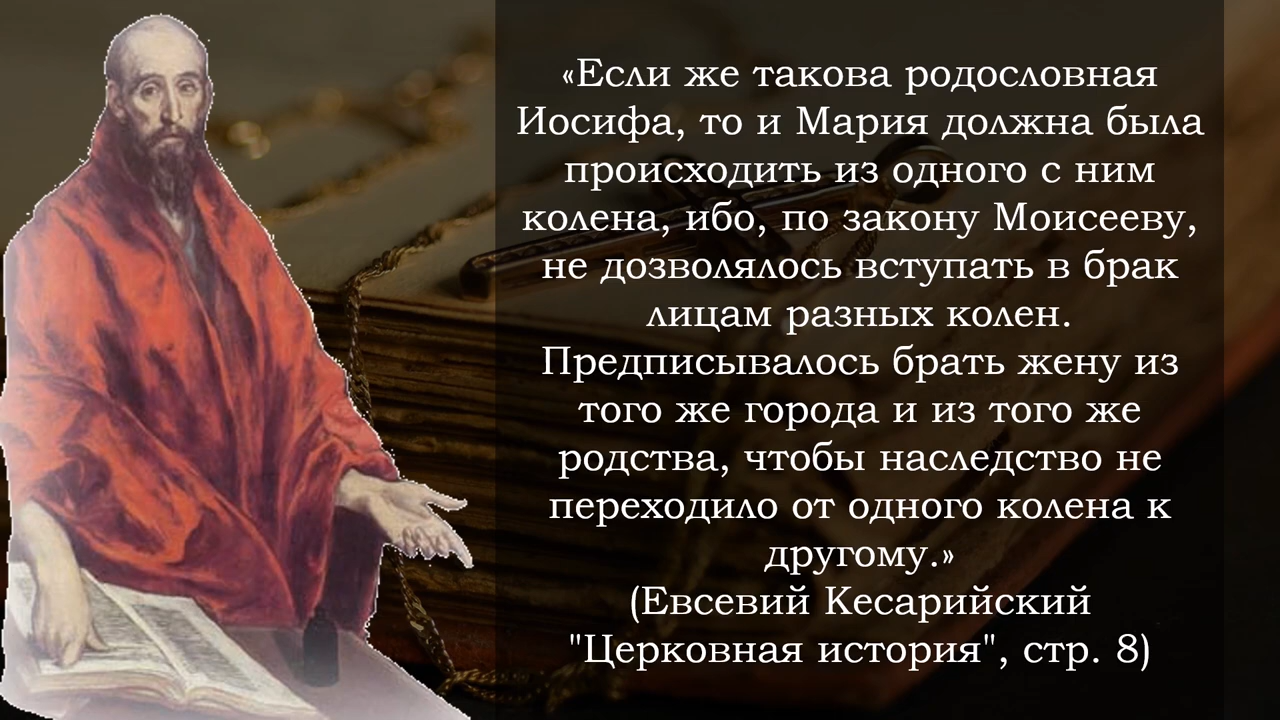 «Если же такова родословная
Иосифа, то и Мария должна была
происходить из одного с ним
колена, ибо, по закону Моисееву,
не дозволялось вступать в брак
лицам разных колен.
Предписывалось брать жену из
того же города и из того же
родства, чтобы наследство не
переходило от одного колена к
другому.»
(Евсевий Кесарийский
"Церковная история", стр. 8)